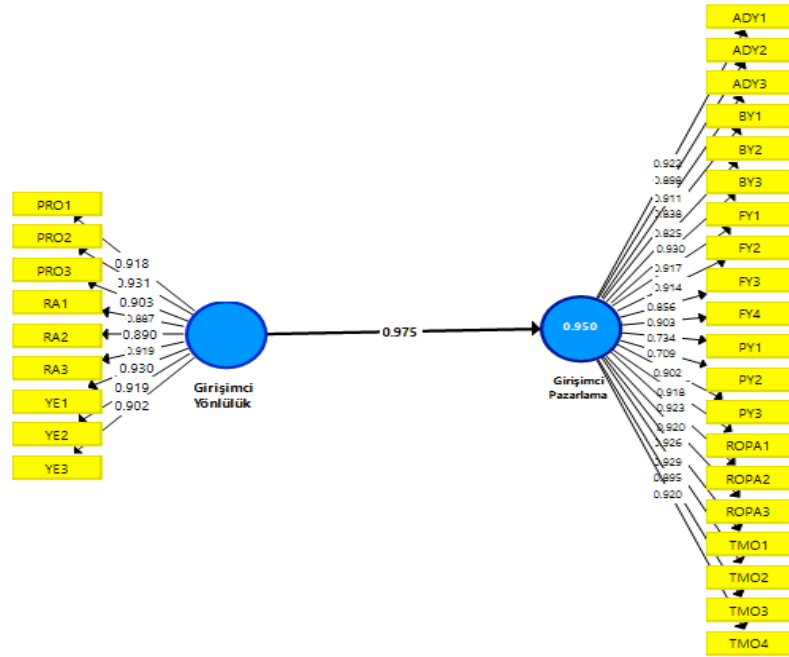 PRO1
PRO2
PRO3
RA1
RA2
RA3
YE1
YE2
YE3
0.918
0.931
0.903
0.887
0.890
0.919
0.930
0.919
0.902
Girişimci
Yönlülük
0.975
0.950
Girişimci
Pazarlama
0.922
0.898
0.911
0.838
0.825
0.930
0.917
0.914
0.856
0.903
0.734
0.709
0.902
0.918
0.923
0.920
0.926
0.929
0.895
0.920
ADY1
ADY2
ADY3
BY1
BY2
BY3
FY1
FY2
FY3
FY4
PY1
PY2
PY3
ROPA1
ROPA2
ROPA3
TMO1
TMO2
TMO3
TMO4